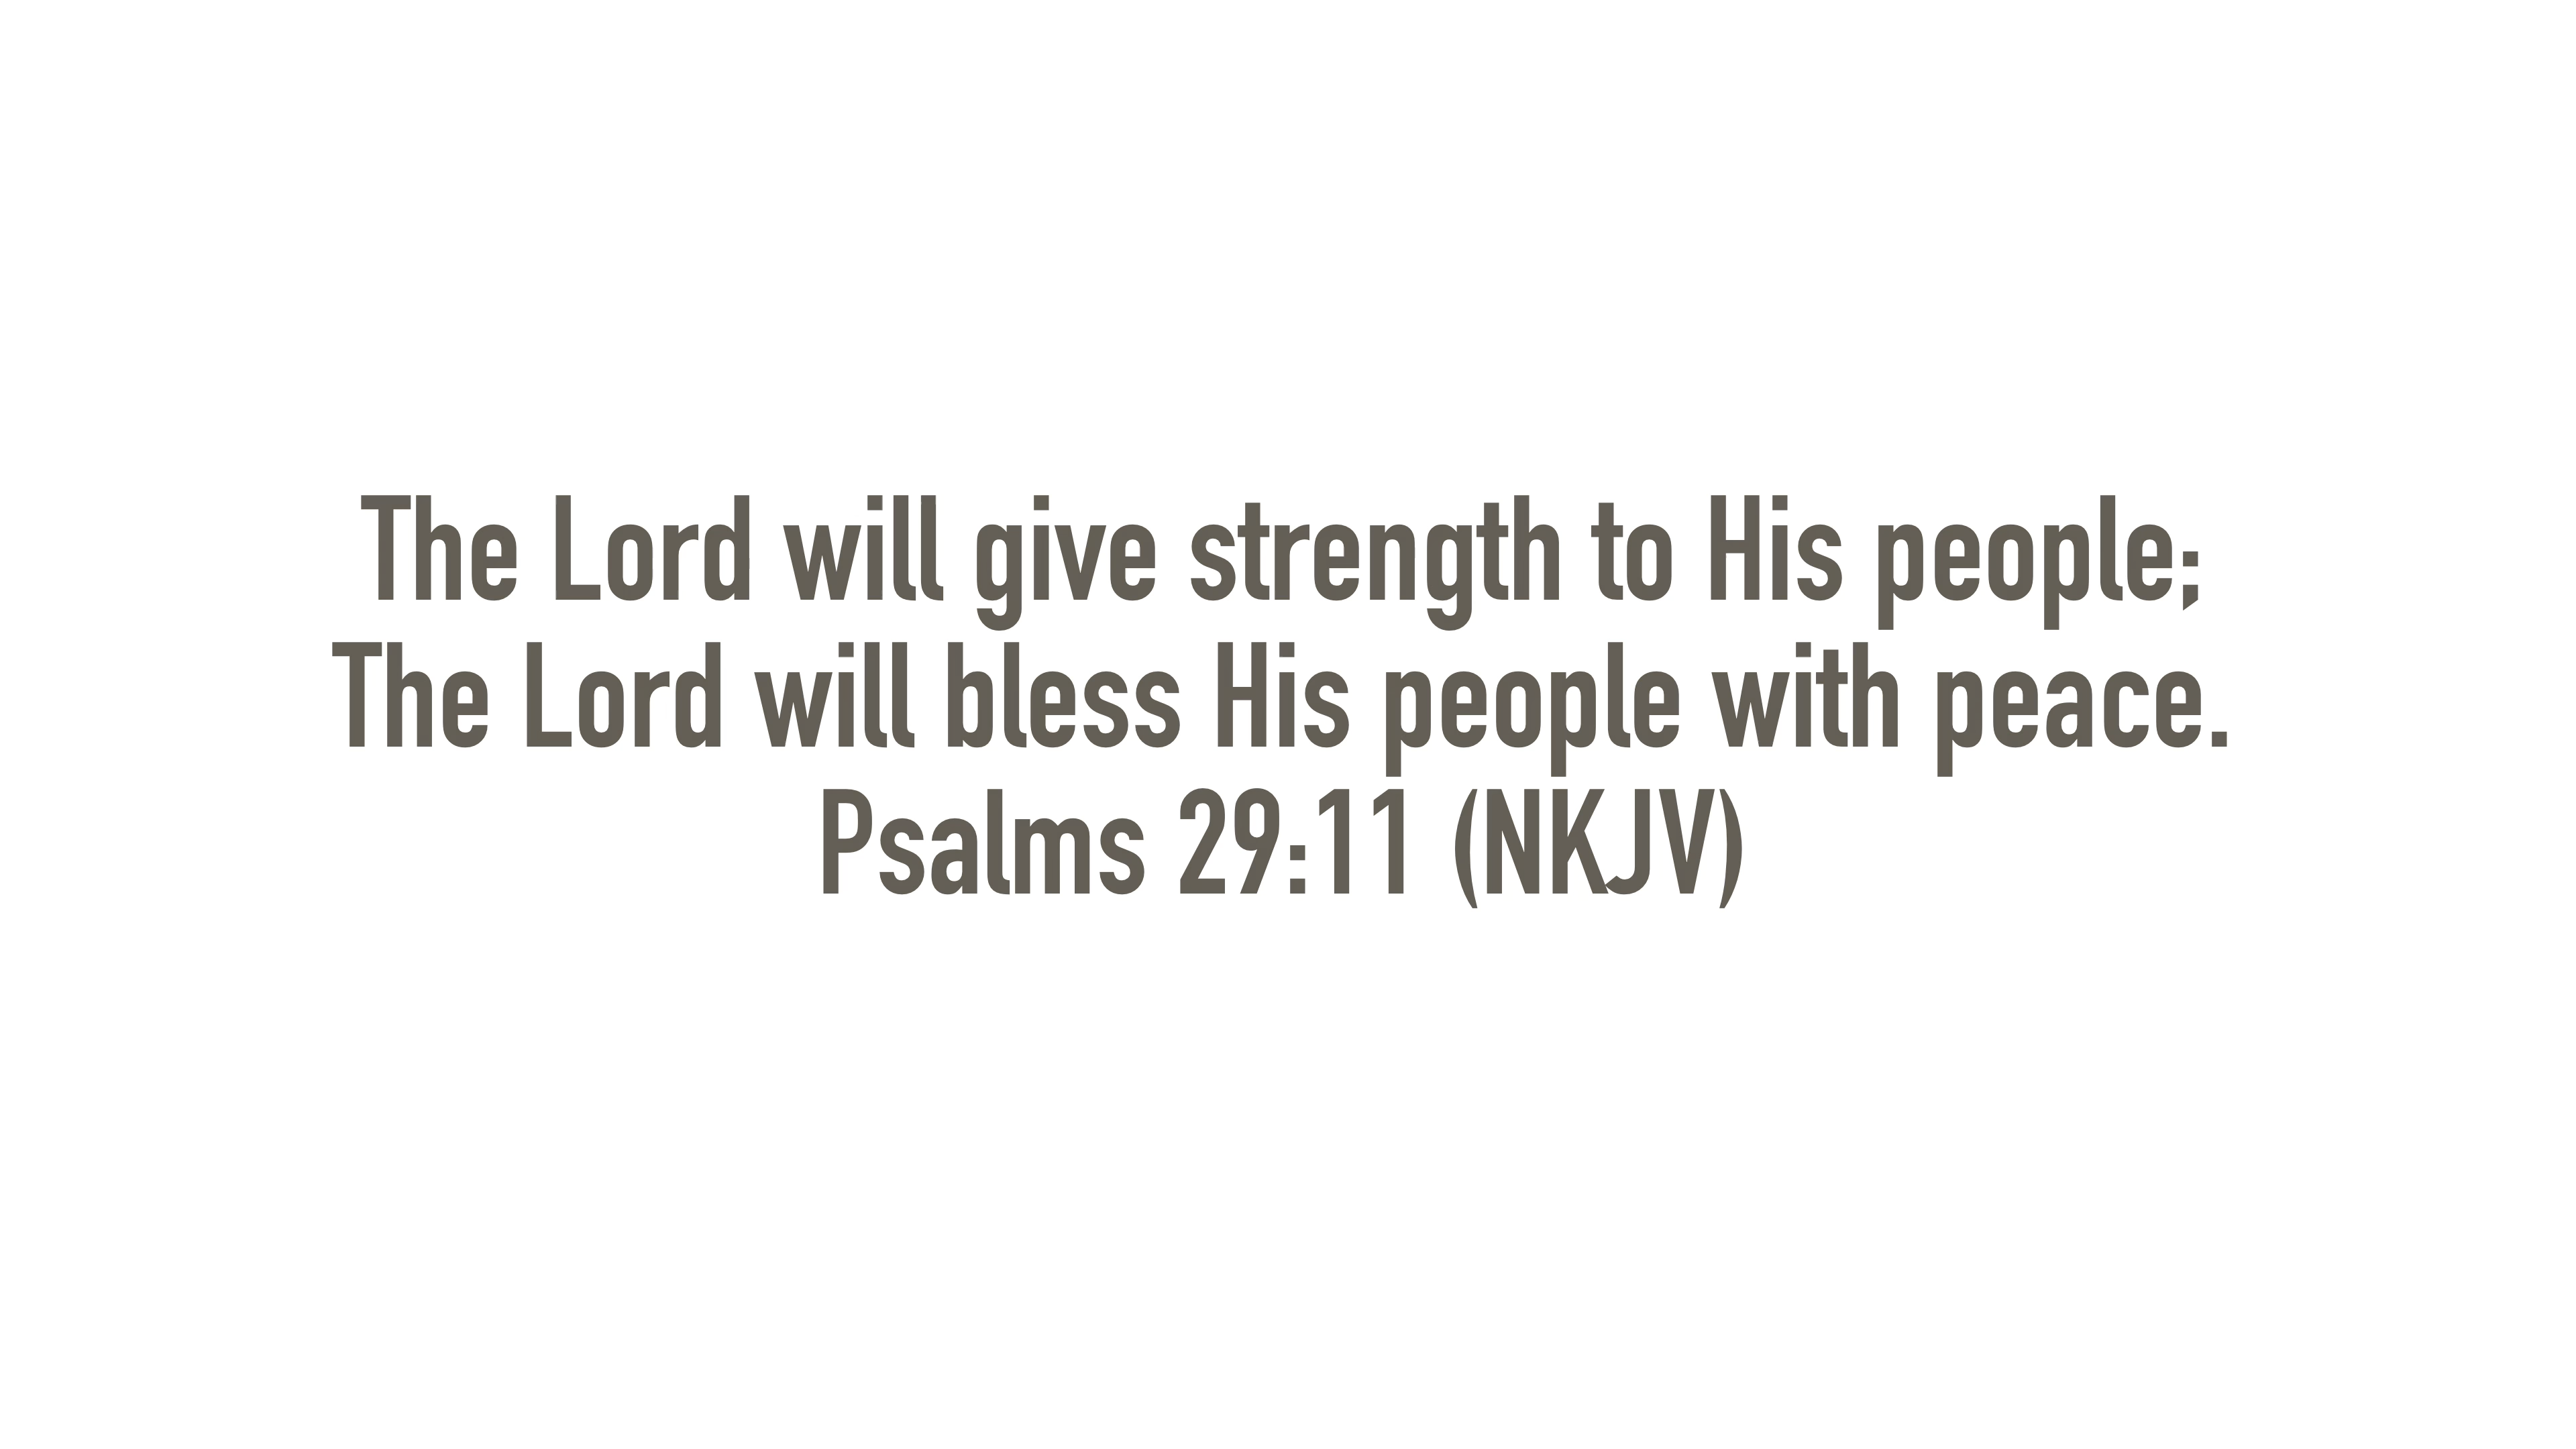 The Lord will give strength to His people;
The Lord will bless His people with peace.
Psalms 29:11 (NKJV)